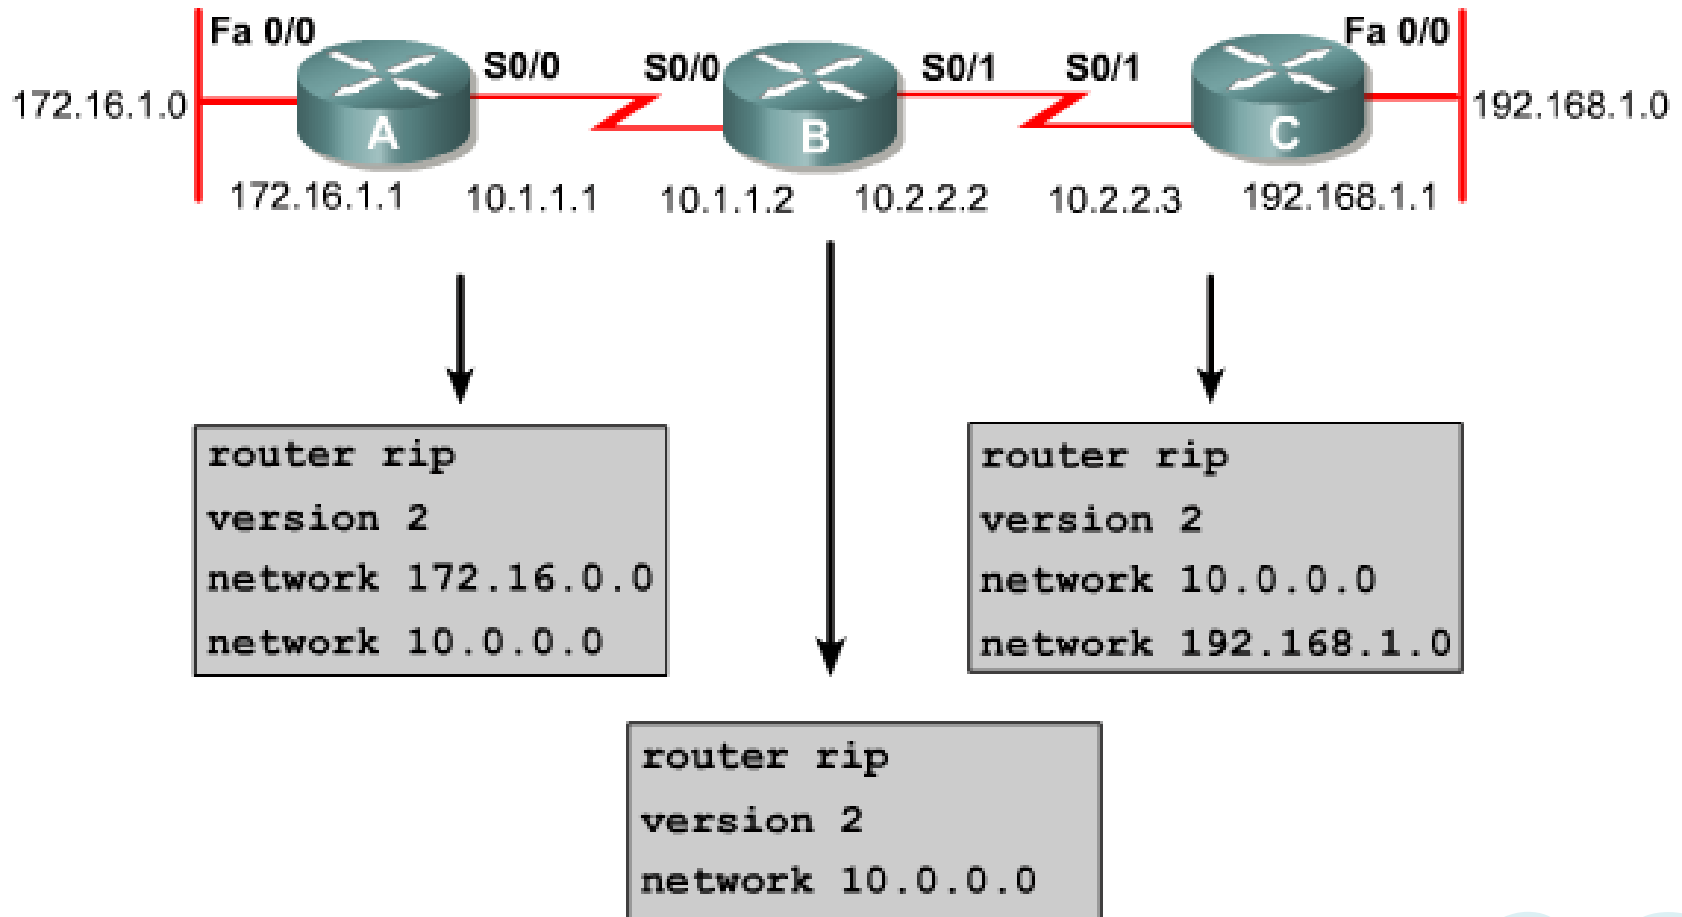 Fa 0/0
S0/0
S0/0
S0/1
S0/1
Fa 0/0
172.16.1.0
A
B
C
192.168.1.0
172.16.1.1
10.1.1.1
10.1.1.2
10.2.2.2
10.2.2.3
192.168.1.1
router rip
version 2
network 172.16.0.0
network 10.0.0.0
router rip
version 2
network 10.0.0.0
network 192.168.1.0
router rip
version 2
network 10.0.0.0